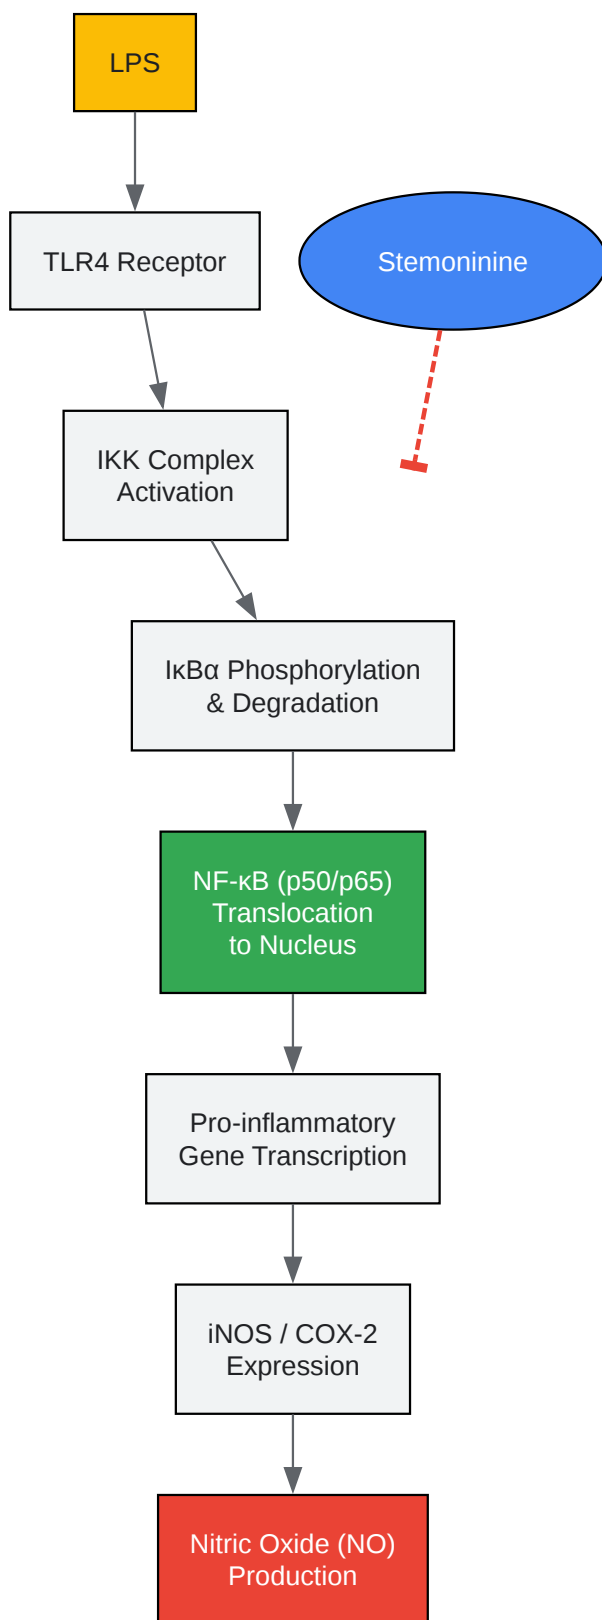 LPS
TLR4 Receptor
Stemoninine
IKK Complex
Activation
IκBα Phosphorylation
& Degradation
NF-κB (p50/p65)
Translocation
to Nucleus
Pro-inflammatory
Gene Transcription
iNOS / COX-2
Expression
Nitric Oxide (NO)
Production